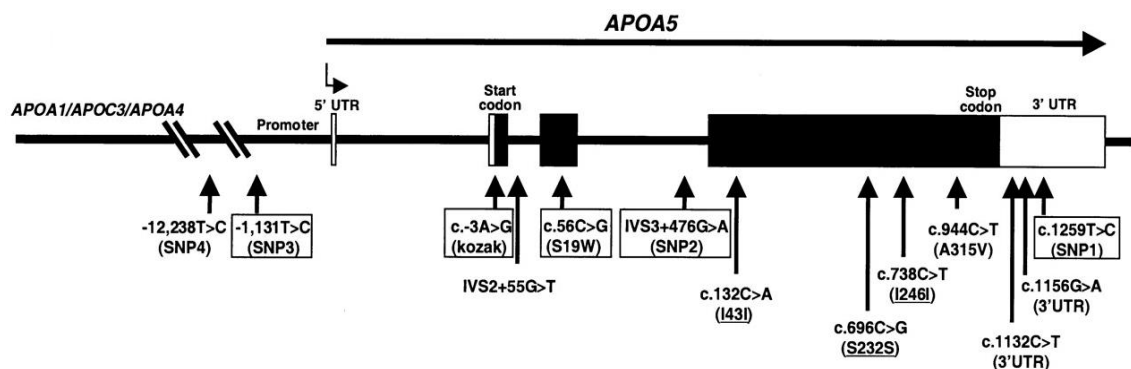 APOA5
APOA1/APOC3/APOA4
Promoter
5' UTR
Start
codon
Stop
codon
3' UTR
-12,238T>C
(SNP4)
-1,131T>C
(SNP3)
c.-3A>G
(kozak)
IVS2+55G>T
c.56C>G
(S19W)
IVS3+476G>A
(SNP2)
c.132C>A
(I43I)
c.696C>G
(S232S)
c.738C>T
(I246I)
c.944C>T
(A315V)
c.1132C>T
(3'UTR)
c.1156G>A
(3'UTR)
c.1259T>C
(SNP1)